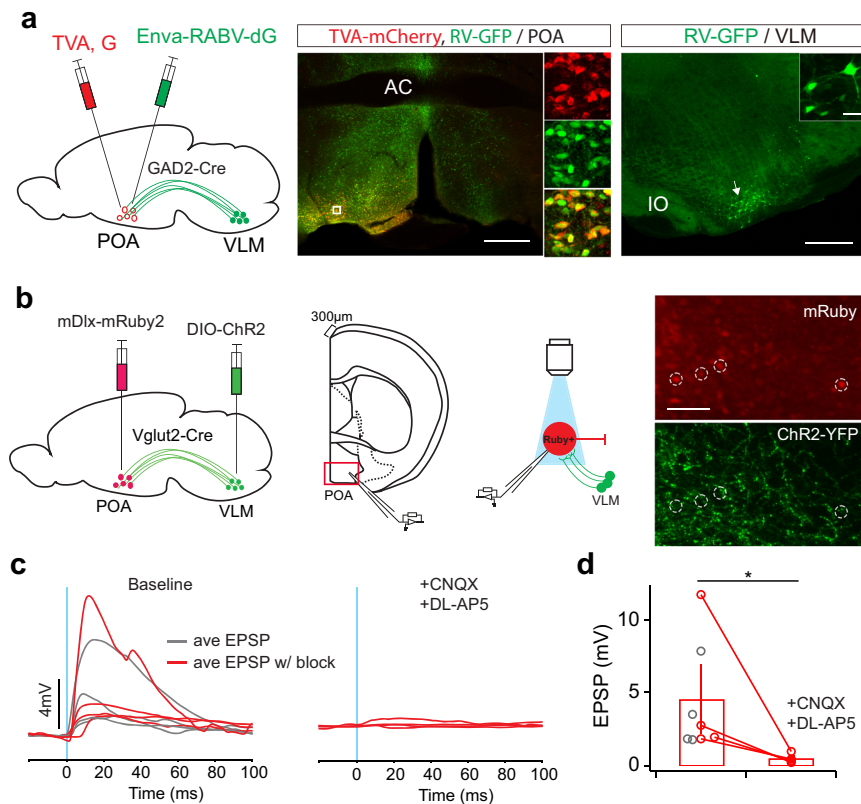 a
TVA, G
Enva-RABV-dG
GAD2-Cre
POA
VLM
TVA-mCherry, RV-GFP / POA
AC
RV-GFP / VLM
IO
b
mDlx-mRuby2
DIO-ChR2
Vglut2-Cre
POA
VLM
300µm
POA
Ruby+
VLM
mRuby
ChR2-YFP
c
Baseline
+CNQX
+DL-AP5
ave EPSP
ave EPSP w/ block
4mV
0 20 40 60 80 100
Time (ms)
0 20 40 60 80 100
Time (ms)
d
*
10
5
0
EPSP (mV)
+CNQX
+DL-AP5